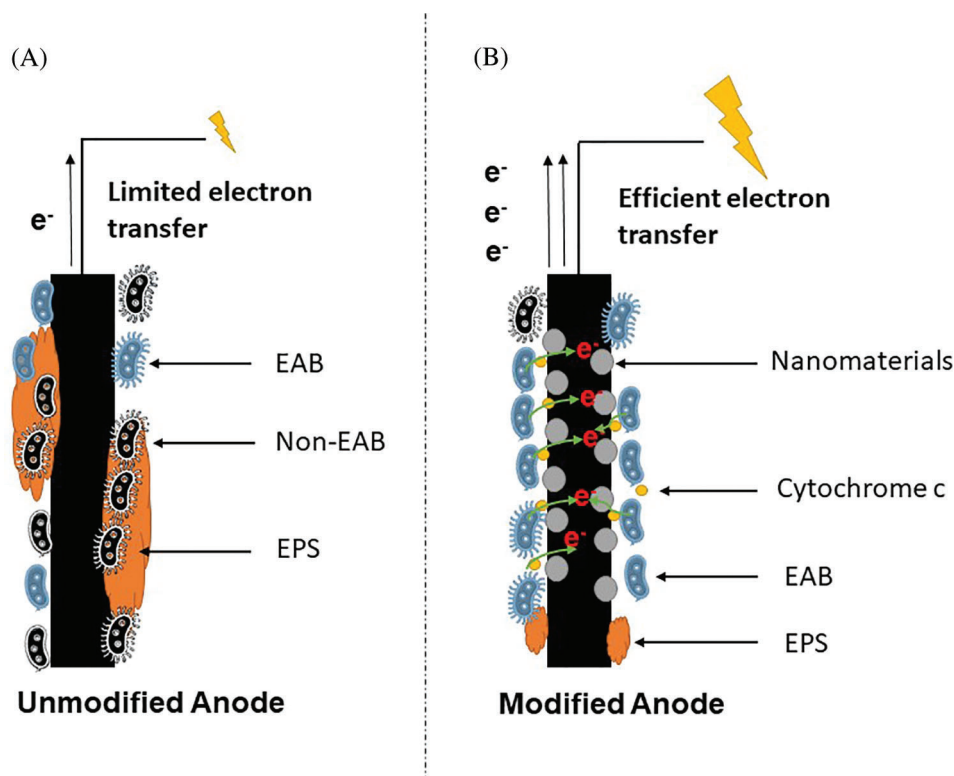 (A)
e-
Limited electron
transfer
EAB
Non-EAB
EPS
Unmodified Anode
(B)
e-
e-
e-
Efficient electron
transfer
e-
e-
e-
e-
e-
Nanomaterials
Cytochrome c
EAB
EPS
Modified Anode